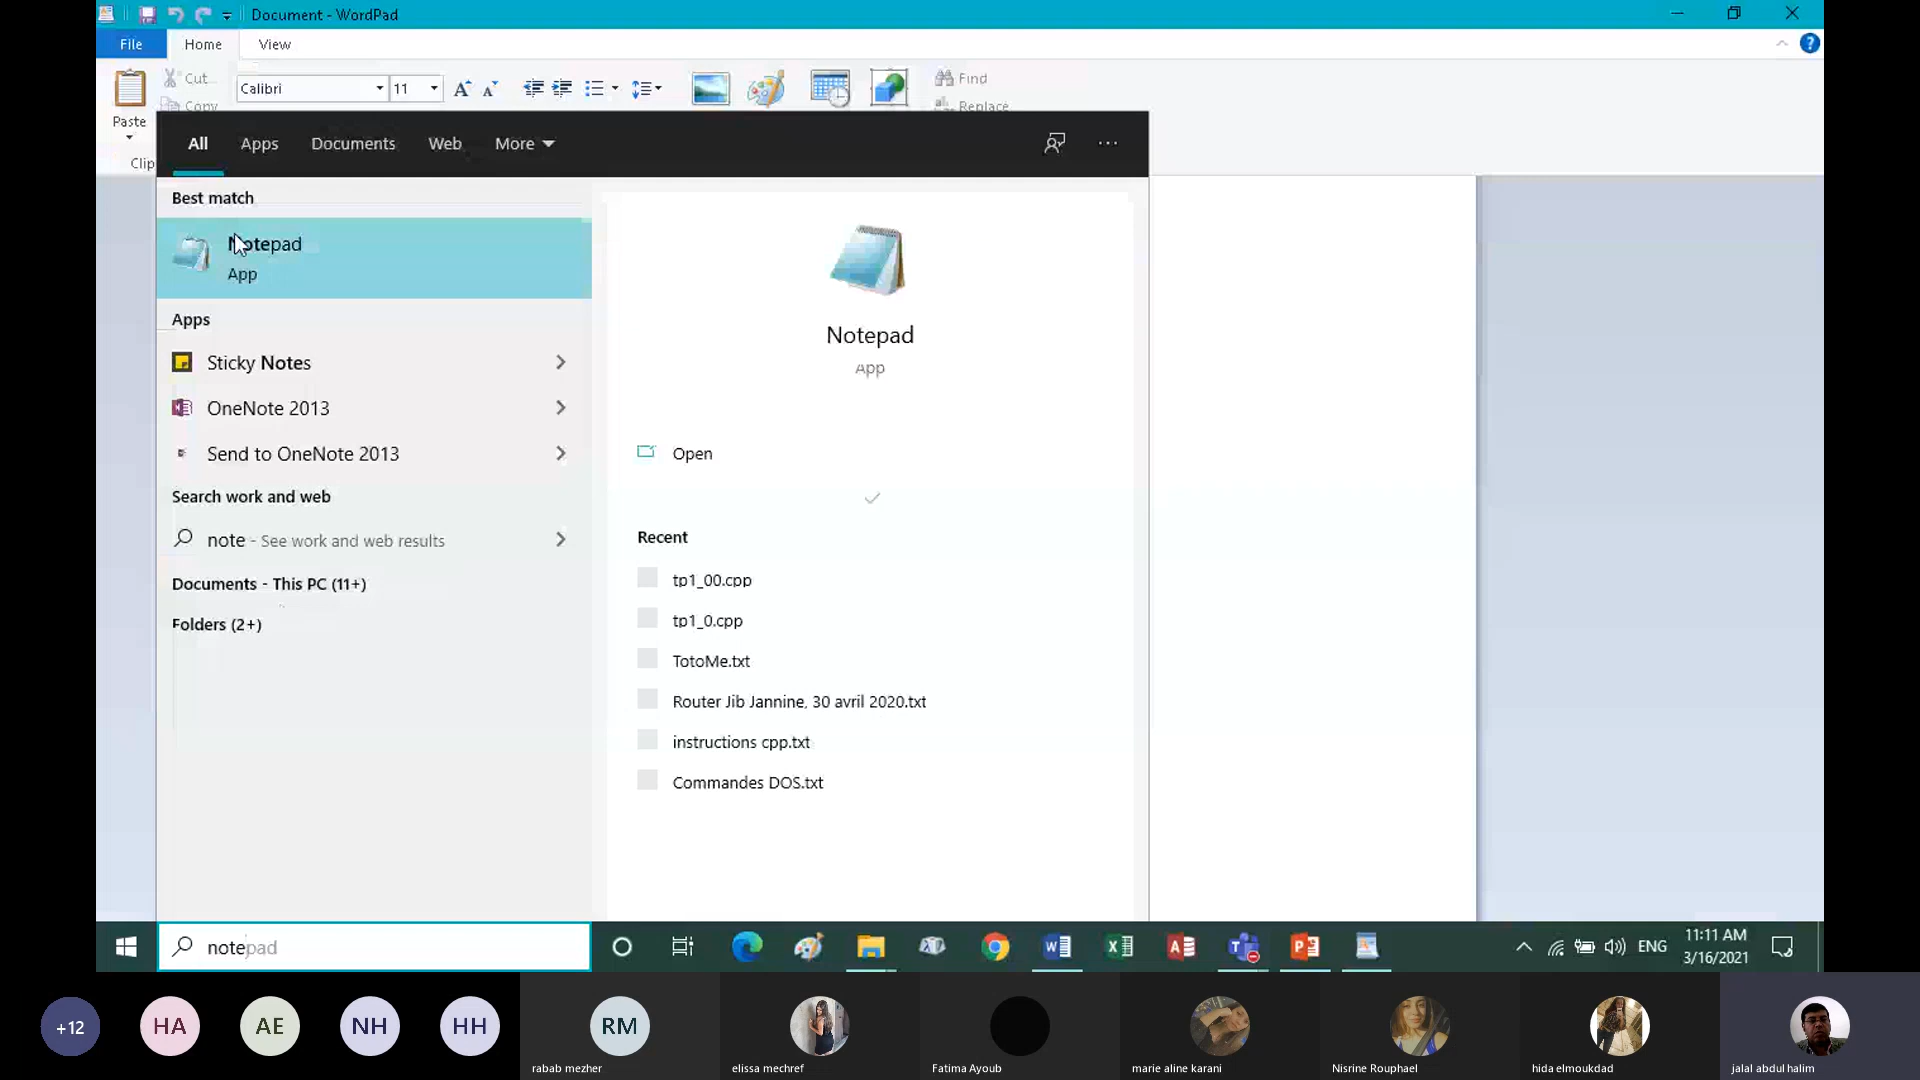 Document - WordPad
File
Home
View
Cut
Copy
Paste
Calibri
11
Find
Replace
Clip
All
Apps
Documents
Web
More
Best match
Notepad
App
Apps
Sticky Notes
OneNote 2013
Send to OneNote 2013
Search work and web
note - See work and web results
Documents - This PC (11+)
Folders (2+)
Notepad
App
Open
Recent
tp1_00.cpp
tp1_0.cpp
TotoMe.txt
Router Jib Jannine, 30 avril 2020.txt
instructions cpp.txt
Commandes DOS.txt
notepad
ENG
11:11 AM
3/16/2021
+12
HA
AE
NH
HH
RM
rabab mezher
elissa mechref
Fatima Ayoub
marie aline karani
Nisrine Rouphael
hida elmoukdad
jalal abdul halim